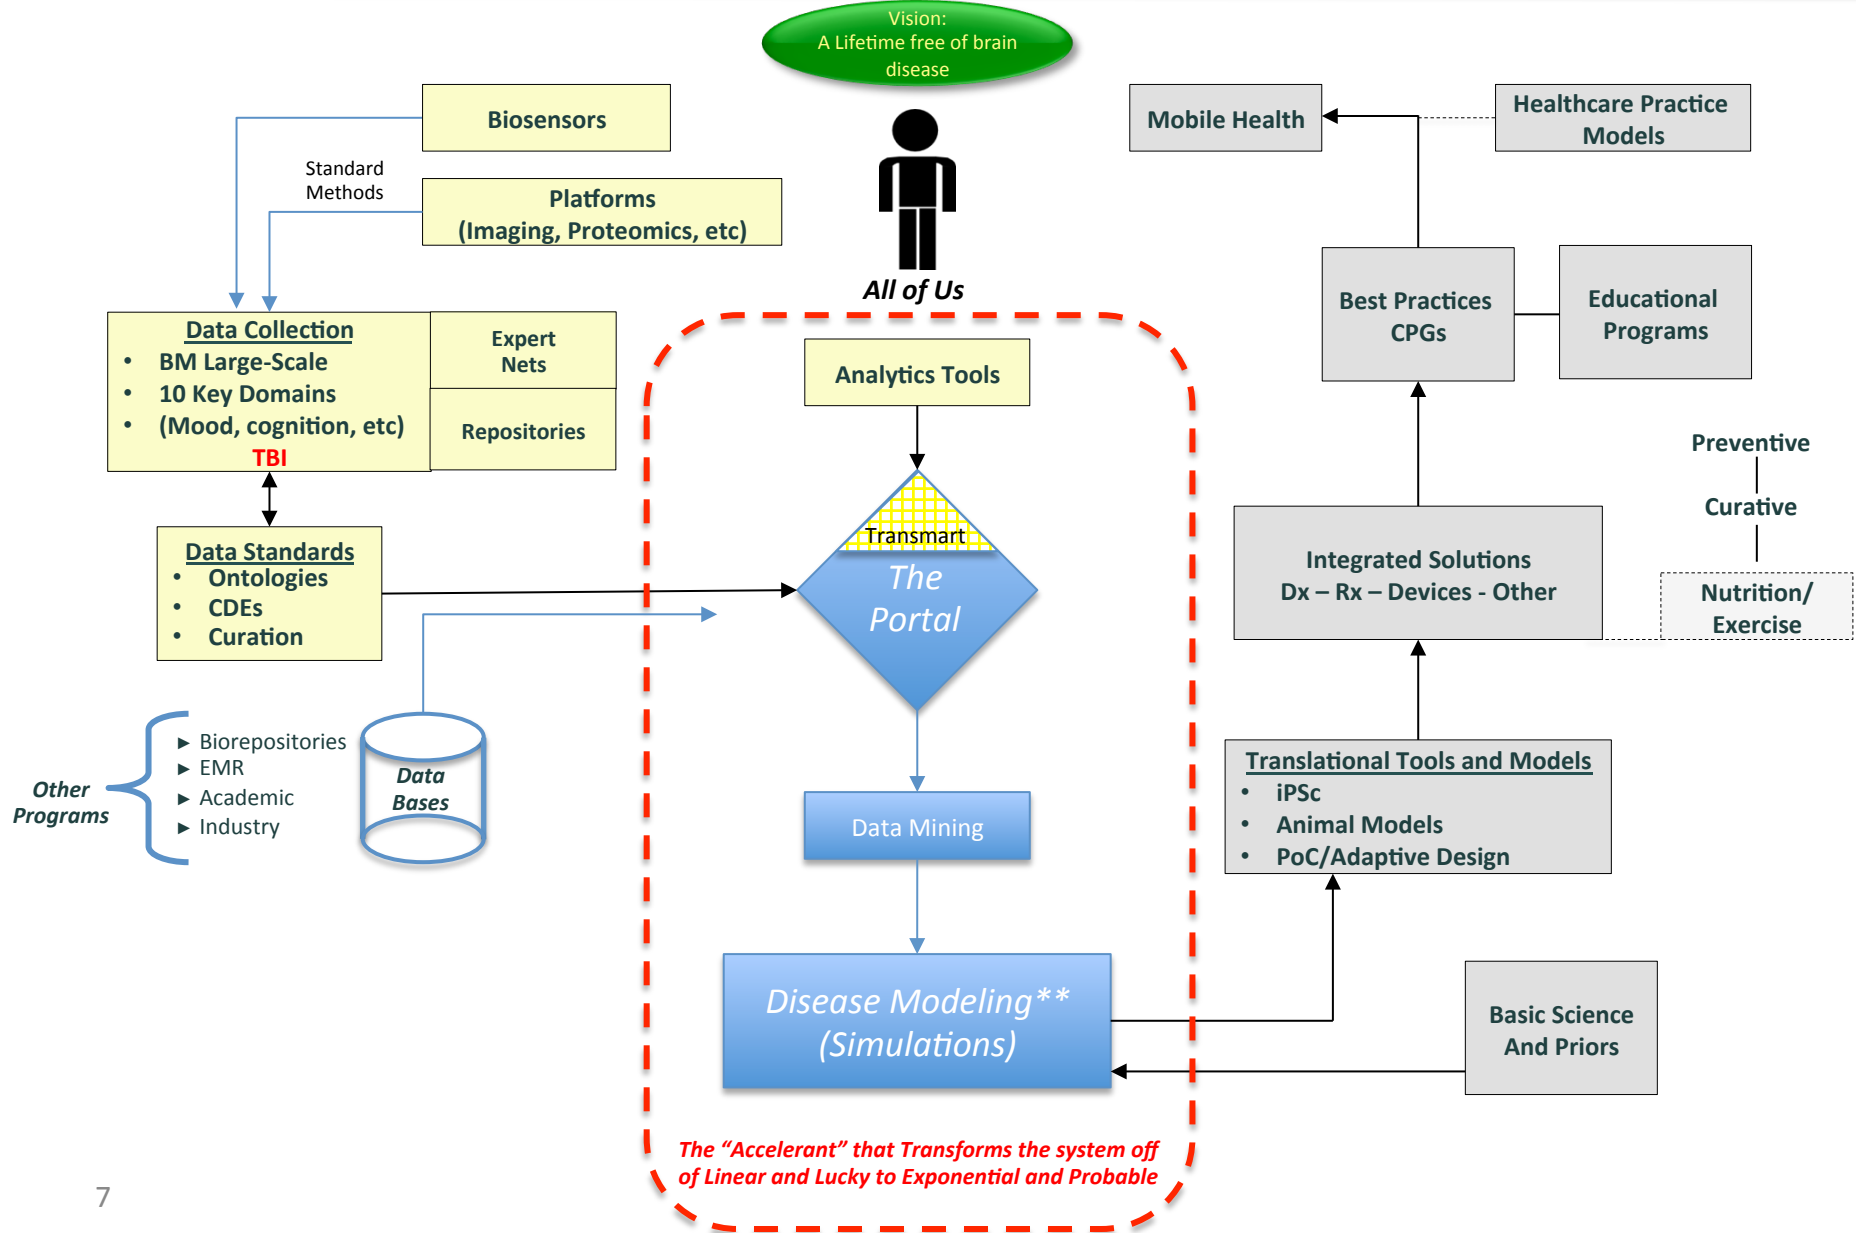 Vision:
A Lifetime free of brain
disease
Biosensors
Standard
Methods
Platforms
(Imaging, Proteomics, etc)
Data Collection
• BM Large-Scale
• 10 Key Domains
• (Mood, cognition, etc)
TBI
Expert
Nets
Repositories
Data Standards
• Ontologies
• CDEs
• Curation
Other
Programs
► Biorepositories
► EMR
► Academic
► Industry
Data
Bases
All of Us
Analytics Tools
Transmart
The
Portal
Data Mining
Disease Modeling**
(Simulations)
The “Accelerant” that Transforms the system off
of Linear and Lucky to Exponential and Probable
Mobile Health
Healthcare Practice
Models
Best Practices
CPGs
Educational
Programs
Preventive
Curative
Nutrition/
Exercise
Integrated Solutions
Dx – Rx – Devices - Other
Translational Tools and Models
• iPSc
• Animal Models
• PoC/Adaptive Design
Basic Science
And Priors
7